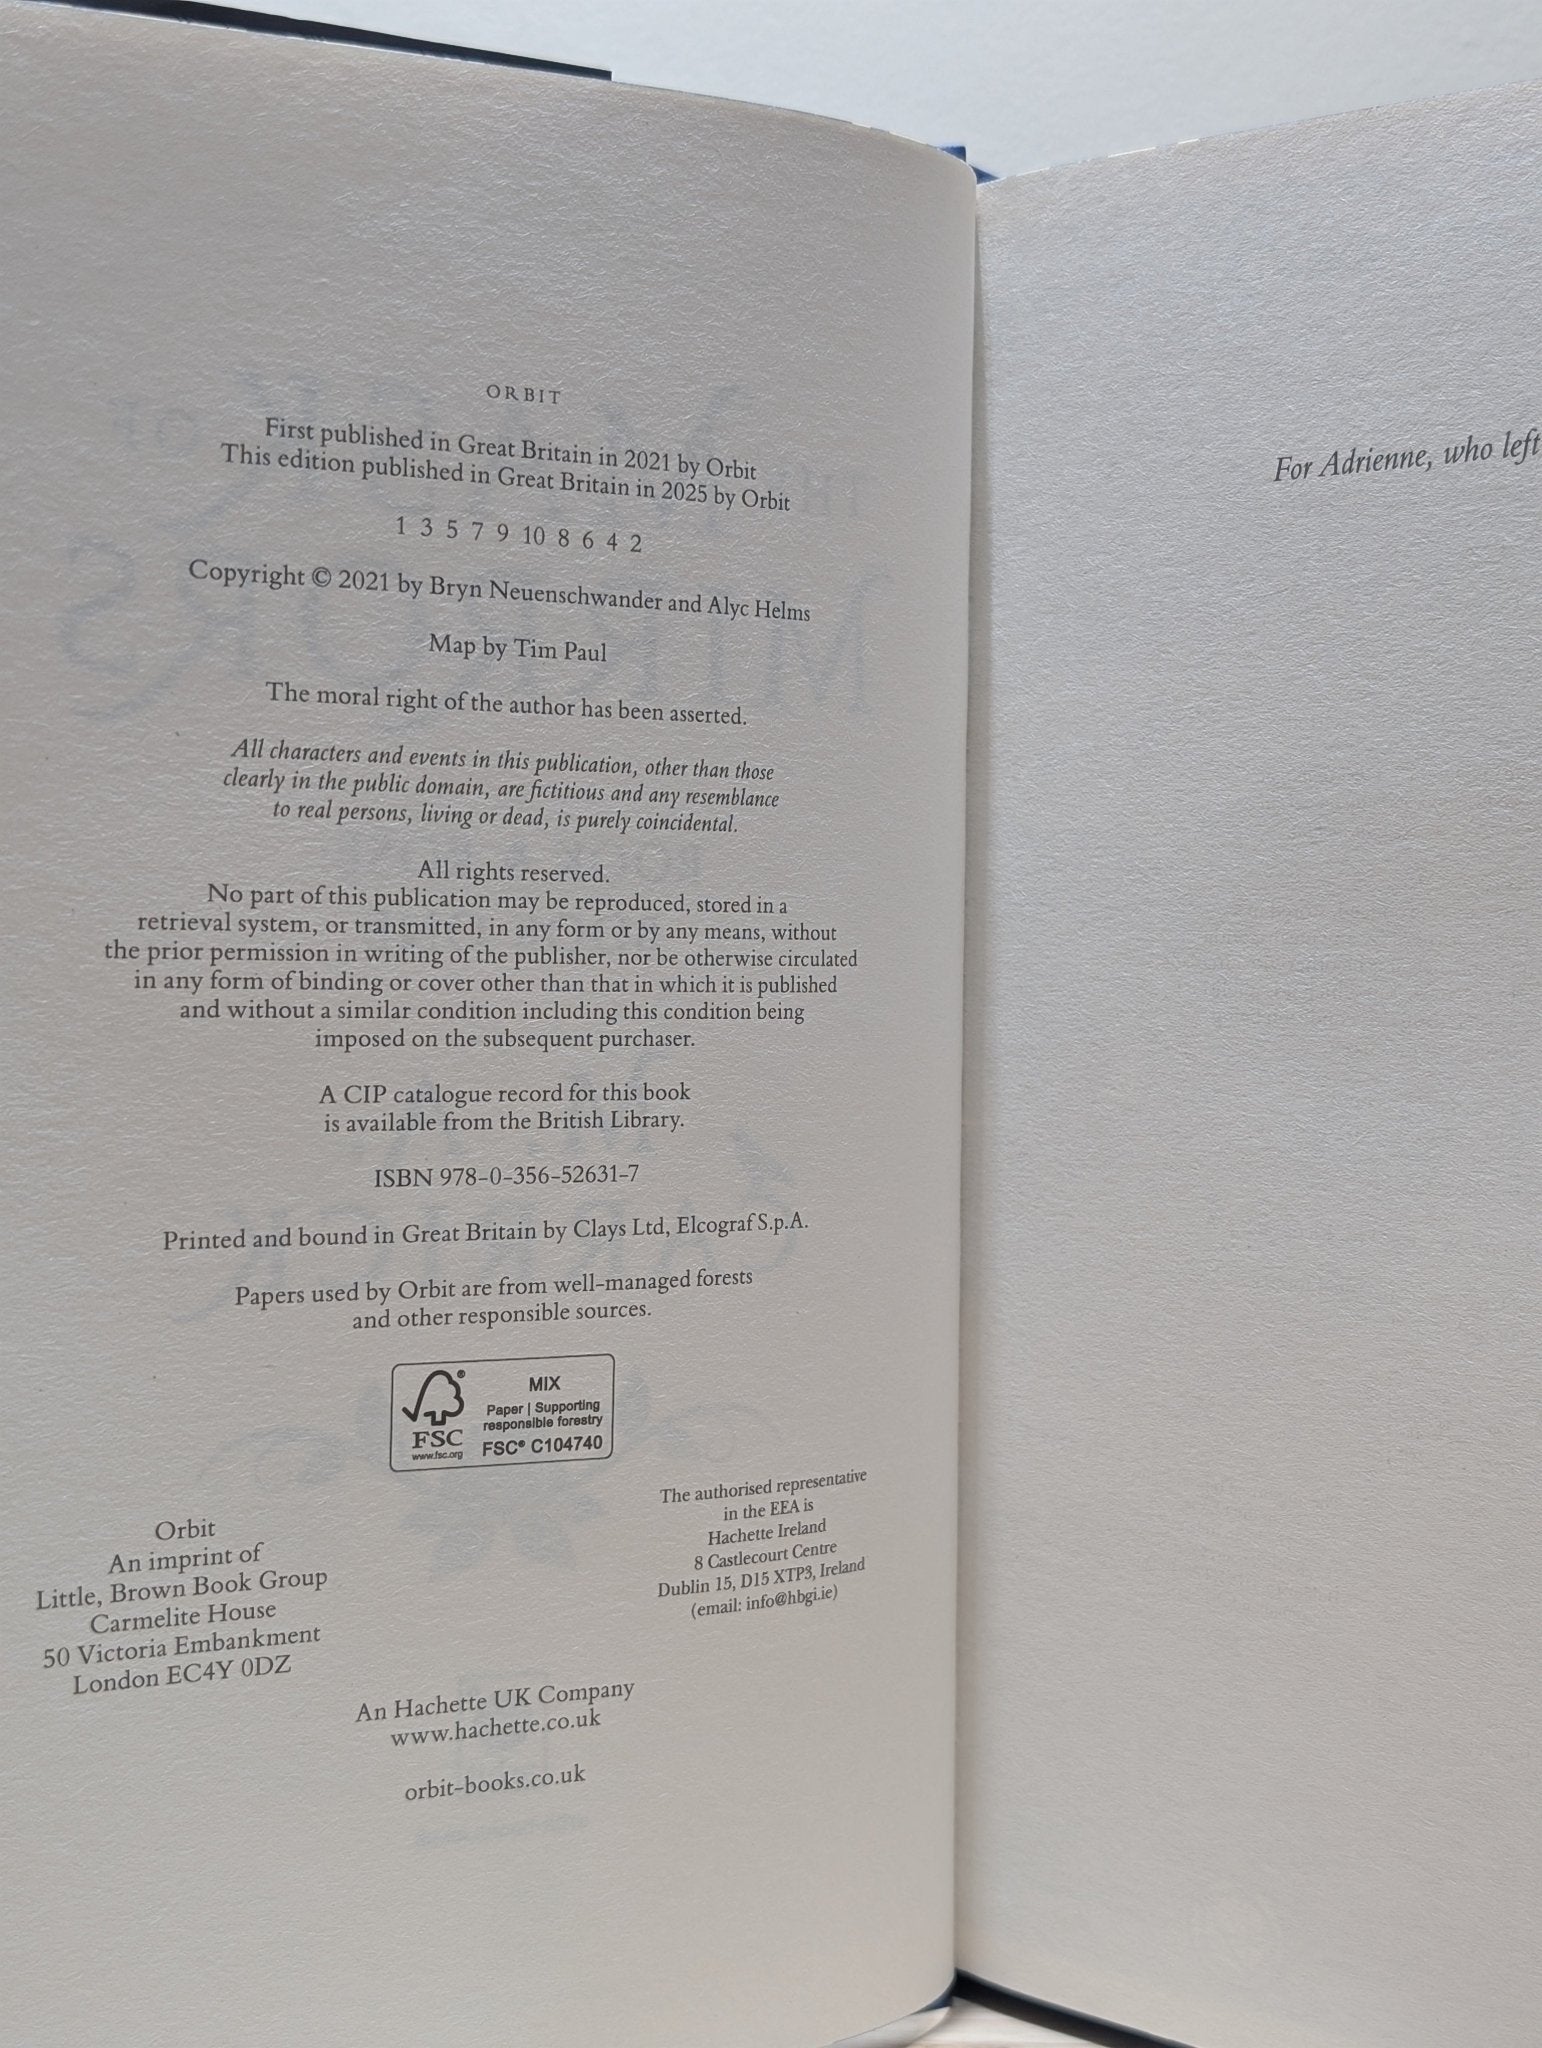 ORBIT
First published in Great Britain in 2021 by Orbit
This edition published in Great Britain in 2025 by Orbit
1 3 5 7 9 10 8 6 4 2
Copyright © 2021 by Bryn Neuenschwander and Alyc Helms
Map by Tim Paul
The moral right of the author has been asserted.
All characters and events in this publication, other than those
clearly in the public domain, are fictitious and any resemblance
to real persons, living or dead, is purely coincidental.
All rights reserved.
No part of this publication may be reproduced, stored in a
retrieval system, or transmitted, in any form or by any means, without
the prior permission in writing of the publisher, nor be otherwise circulated
in any form of binding or cover other than that in which it is published
and without a similar condition including this condition being
imposed on the subsequent purchaser.
A CIP catalogue record for this book
is available from the British Library.
ISBN 978-0-356-52631-7
Printed and bound in Great Britain by Clays Ltd, Elcograf S.p.A.
Papers used by Orbit are from well-managed forests
and other responsible sources.
FSC
www.fsc.org
MIX
Paper | Supporting
responsible forestry
FSC® C104740
Orbit
An imprint of
Little, Brown Book Group
Carmelite House
50 Victoria Embankment
London EC4Y 0DZ
The authorised representative
in the EEA is
Hachette Ireland
8 Castlecourt Centre
Dublin 15, D15 XTP3, Ireland
(email: info@hbgi.ie)
An Hachette UK Company
www.hachette.co.uk
orbit-books.co.uk
For Adrienne, who left